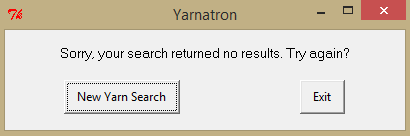 Yarnatron
Sorry, your search returned no results. Try again?
New Yarn Search
Exit